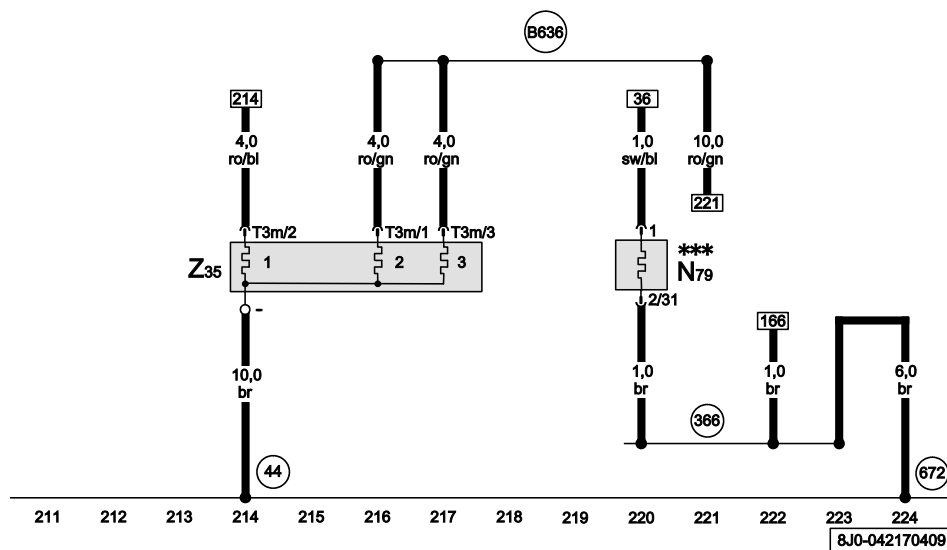 B636
214
36
4,0
ro/bl
4,0
ro/gn
4,0
ro/gn
1,0
sw/bl
10,0
ro/gn
221
T3m/2
T3m/1
T3m/3
1
Z35
1
2
3
***
N79
-
2/31
166
10,0
br
1,0
br
1,0
br
6,0
br
366
44
672
211 212 213 214 215 216 217 218 219 220 221 222 223 224
8J0-042170409